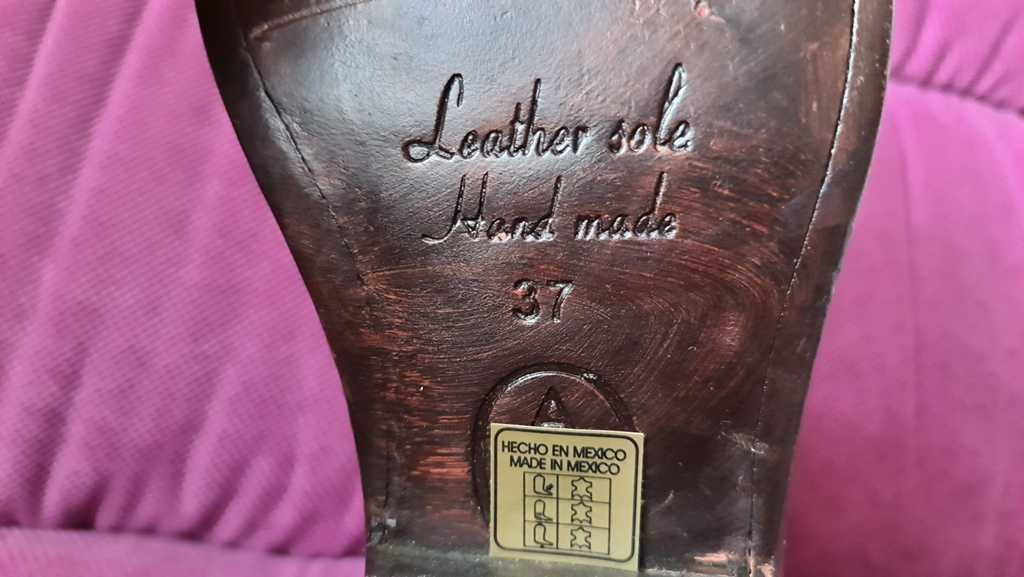 Leather sole
Hand made
37
A
HECHO EN MEXICO
MADE IN MEXICO